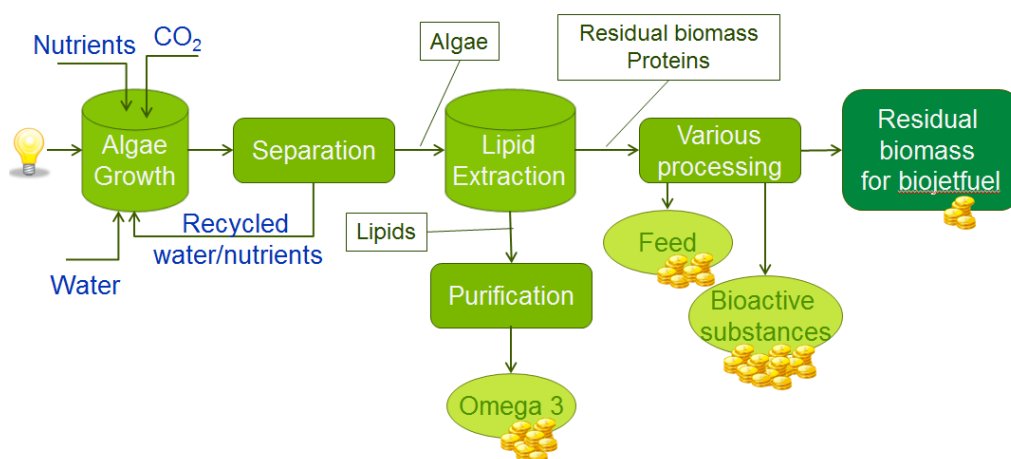 Nutrients
CO2
Algae
Residual biomass
Proteins
Algae
Growth
Separation
Lipid
Extraction
Various
processing
Residual
biomass
for biojetfuel
Recycled
water/nutrients
Water
Lipids
Feed
Purification
Bioactive
substances
Omega 3